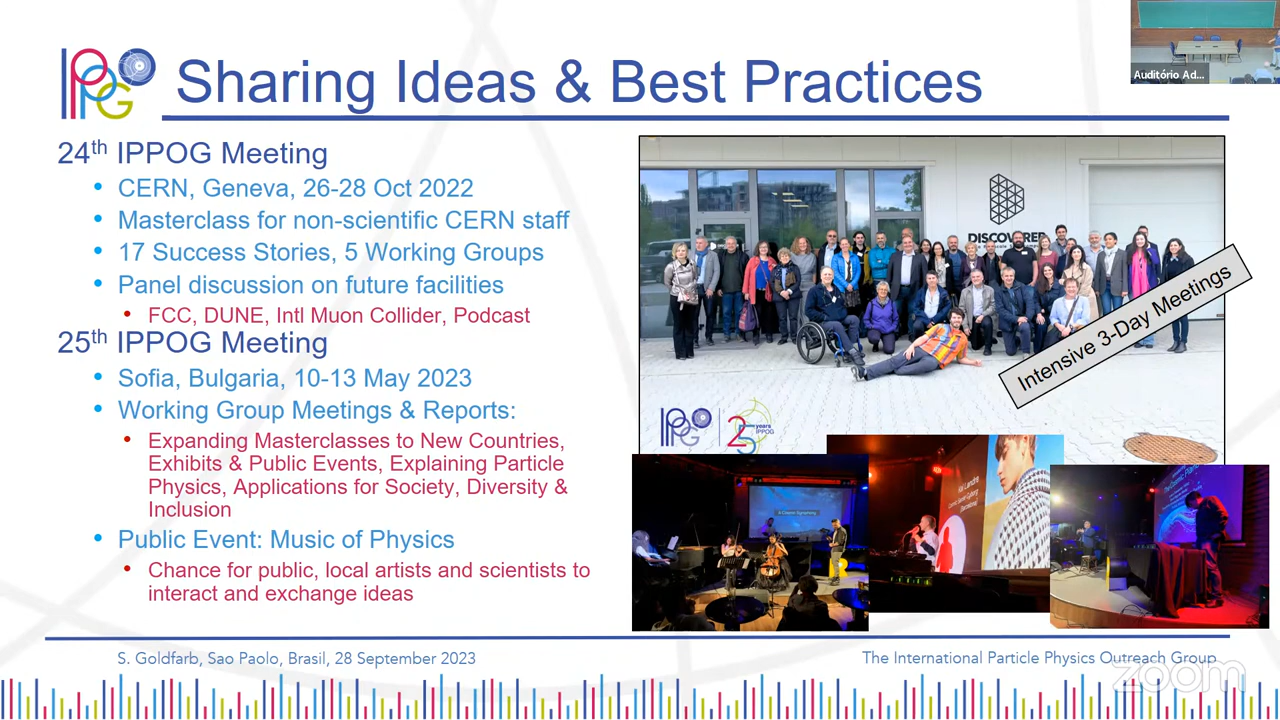 Auditório Ad...
IPPOG
Sharing Ideas & Best Practices
24th IPPOG Meeting
• CERN, Geneva, 26-28 Oct 2022
• Masterclass for non-scientific CERN staff
• 17 Success Stories, 5 Working Groups
• Panel discussion on future facilities
• FCC, DUNE, Intl Muon Collider, Podcast
25th IPPOG Meeting
• Sofia, Bulgaria, 10-13 May 2023
• Working Group Meetings & Reports:
• Expanding Masterclasses to New Countries,
Exhibits & Public Events, Explaining Particle
Physics, Applications for Society, Diversity &
Inclusion
• Public Event: Music of Physics
• Chance for public, local artists and scientists to
interact and exchange ideas
DISCOVERER
Intensive 3-Day Meetings
IPPOG
25 years
IPPOG
A Cosmic Symphony
S. Goldfarb, Sao Paolo, Brasil, 28 September 2023
The International Particle Physics Outreach Group
zoom